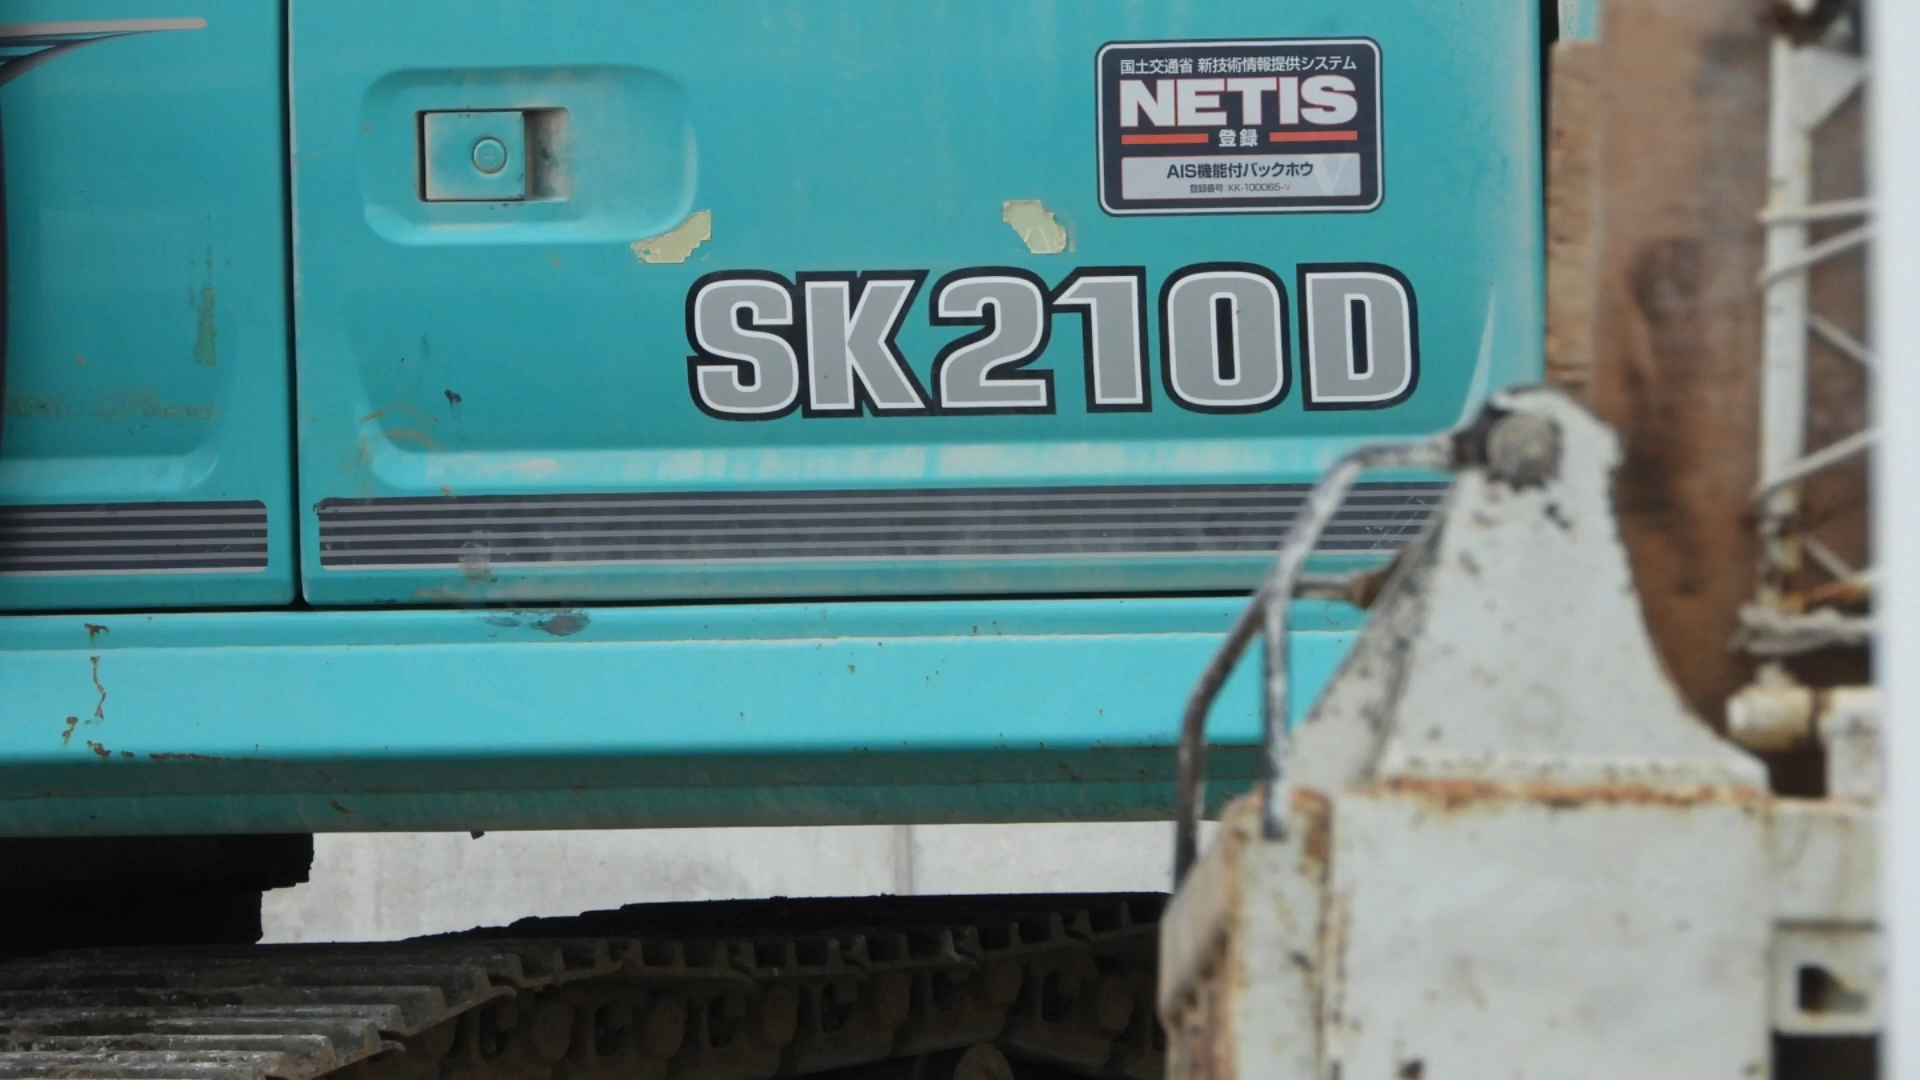 国土交通省 新技術情報提供システム
NETIS
登録
AIS機能付バックホウ
登録番号:KK-100065-V
SK210D